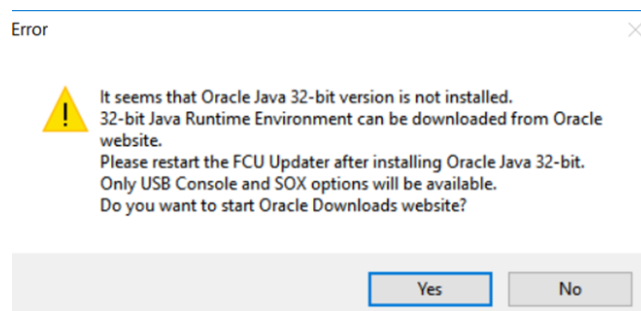 Error
It seems that Oracle Java 32-bit version is not installed.
32-bit Java Runtime Environment can be downloaded from Oracle
website.
Please restart the FCU Updater after installing Oracle Java 32-bit.
Only USB Console and SOX options will be available.
Do you want to start Oracle Downloads website?
Yes
No